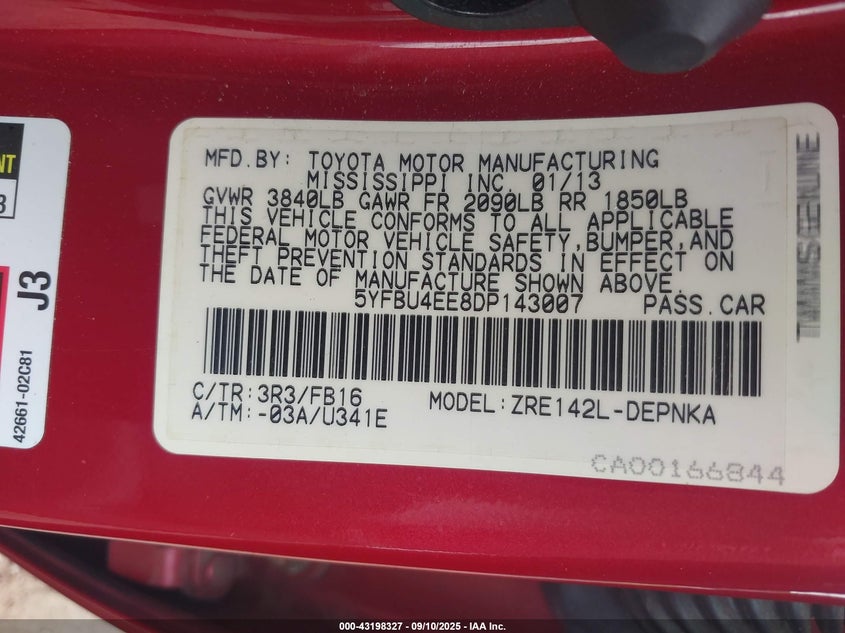 NT
3
J3
42661-02C81
MFD.BY: TOYOTA MOTOR MANUFACTURING
MISSISSIPPI INC. 01/13
GVWR 3840LB GAWR FR 2090LB RR 1850LB
THIS VEHICLE CONFORMS TO ALL APPLICABLE
FEDERAL MOTOR VEHICLE SAFETY,BUMPER,AND
THEFT PREVENTION STANDARDS IN EFFECT ON
THE DATE OF MANUFACTURE SHOWN ABOVE.
5YFBU4EE8DP143007 PASS.CAR
C/TR:3R3/FB16
A/TM:-03A/U341E
MODEL:ZRE142L-DEPNKA
CA00166844
000-43198327 - 09/10/2025 - IAA Inc.